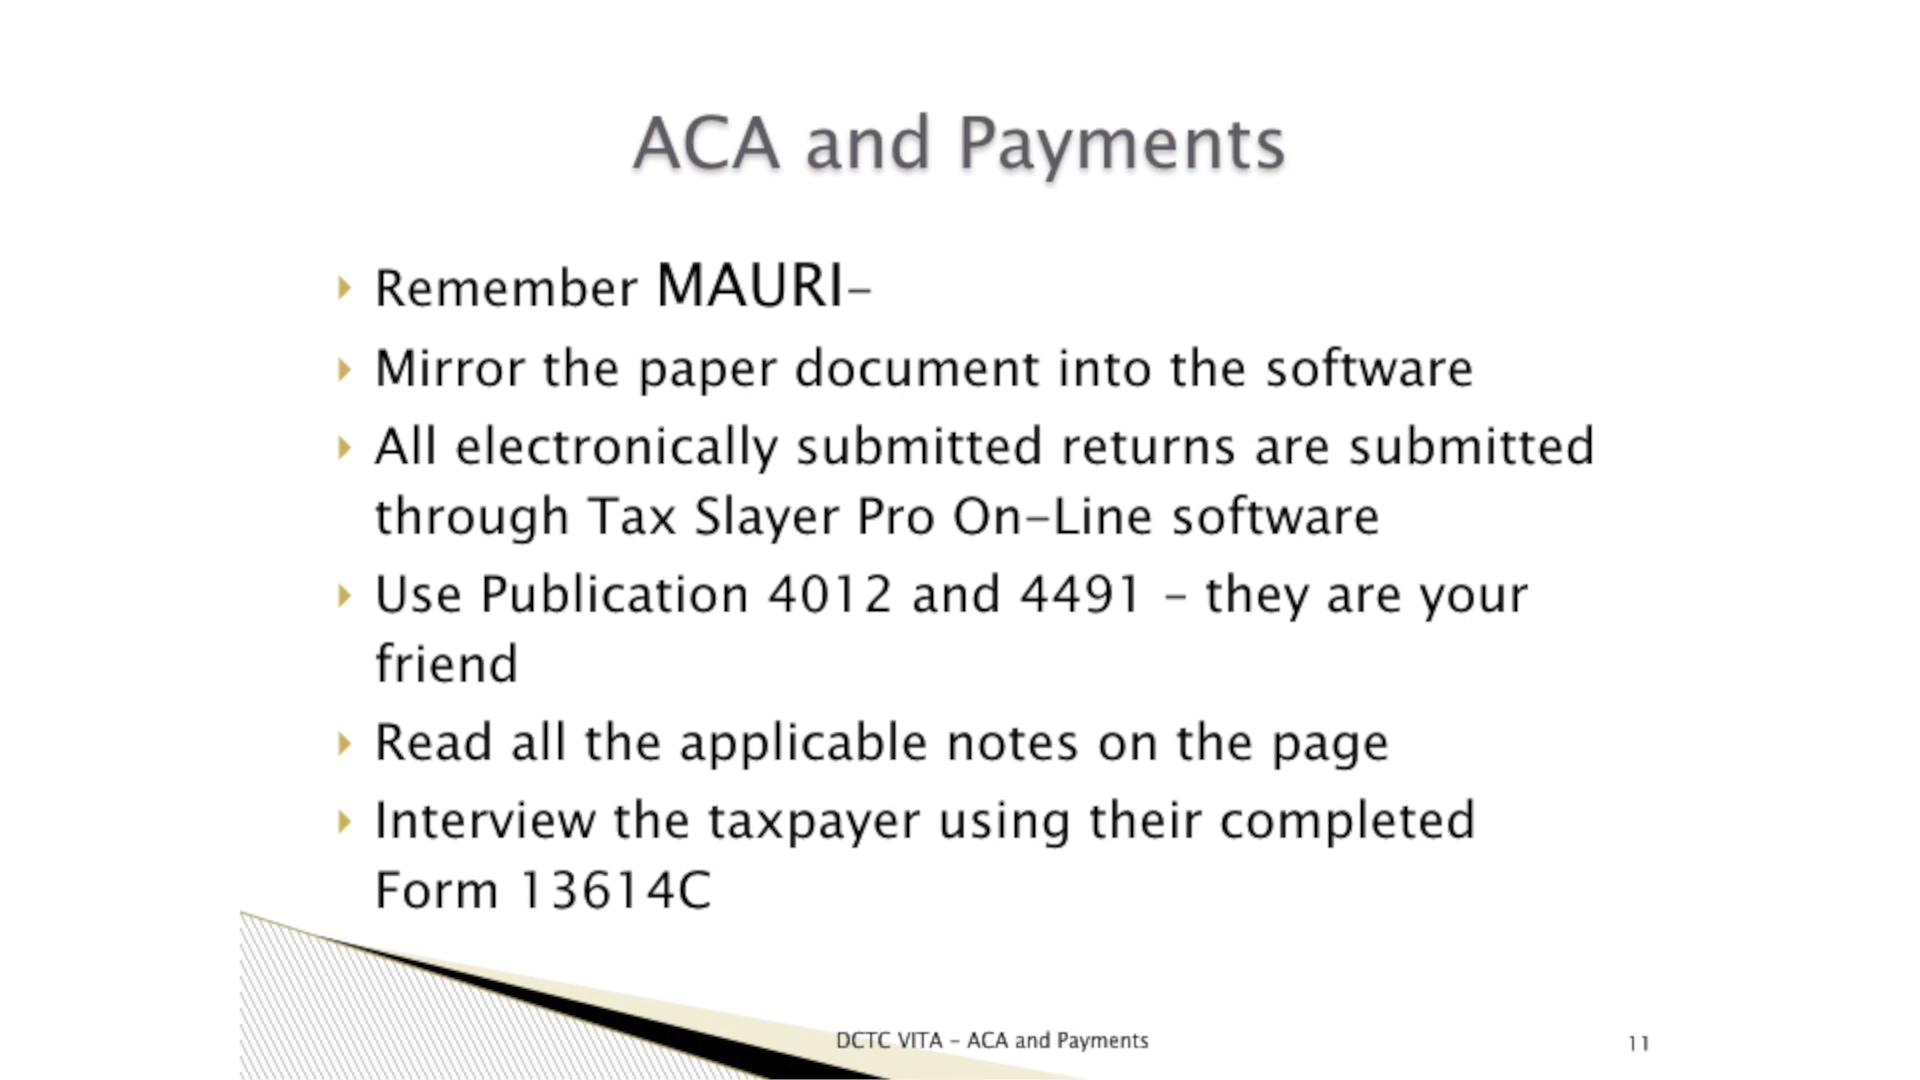 ACA and Payments
Remember MAURI–
Mirror the paper document into the software
All electronically submitted returns are submitted
through Tax Slayer Pro On-Line software
Use Publication 4012 and 4491 – they are your
friend
Read all the applicable notes on the page
Interview the taxpayer using their completed
Form 13614C
DCTC VITA – ACA and Payments
11